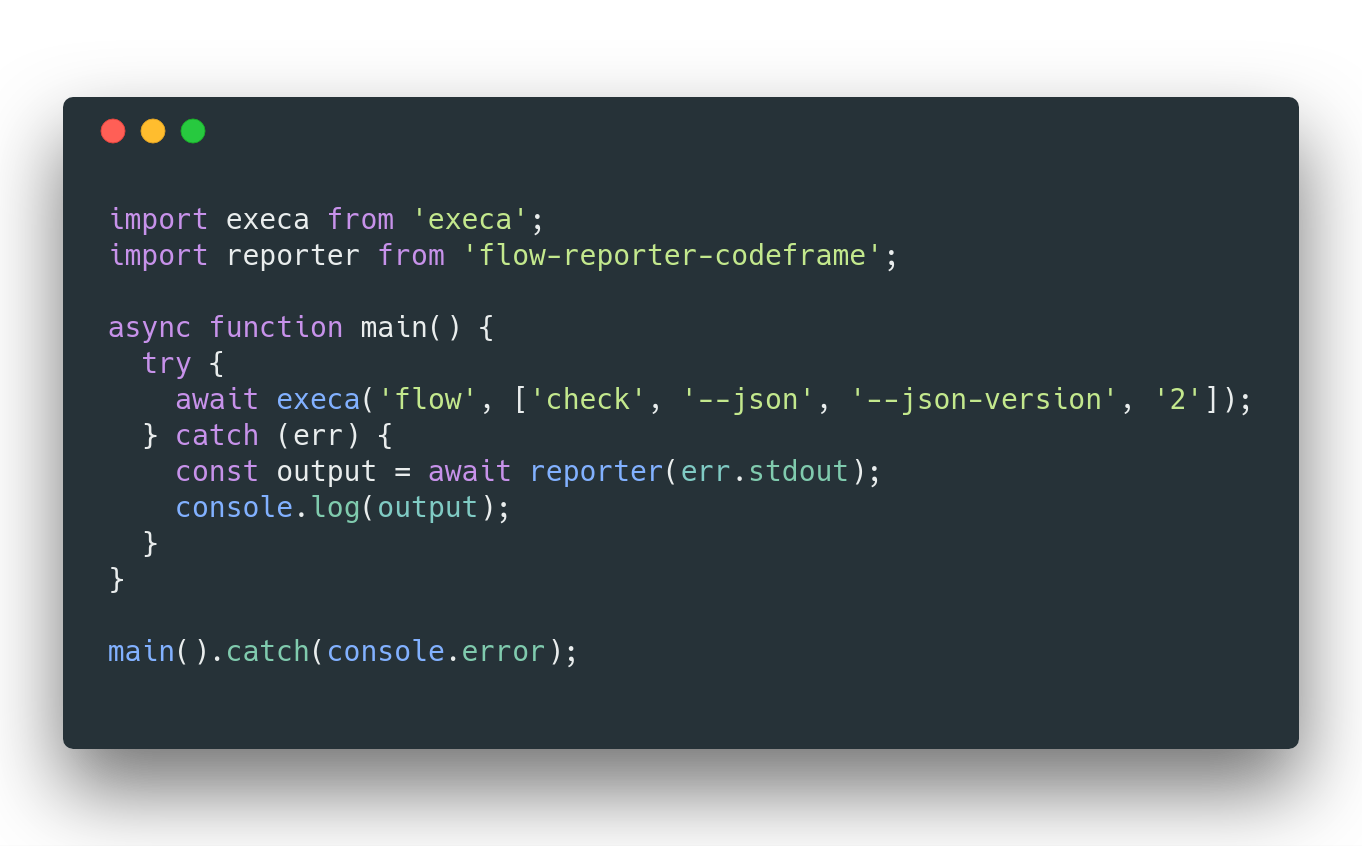 import execa from 'execa';
import reporter from 'flow-reporter-codeframe';

async function main() {
  try {
    await execa('flow', ['check', '--json', '--json-version', '2']);
  } catch (err) {
    const output = await reporter(err.stdout);
    console.log(output);
  }
}

main().catch(console.error);